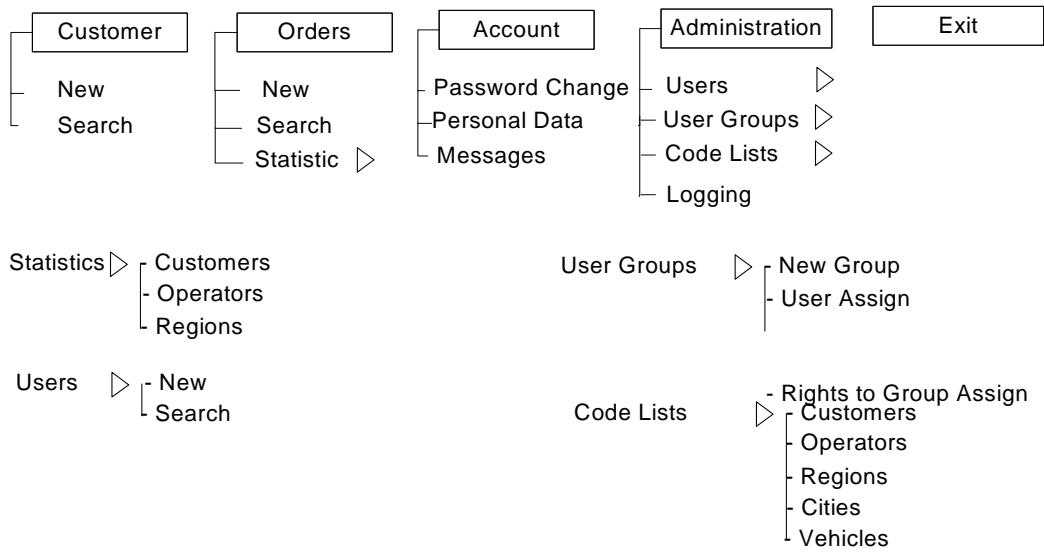 Customer
New
Search
Orders
New
Search
Statistic
Account
Password Change
Personal Data
Messages
Administration
Users
User Groups
Code Lists
Logging
Exit
Statistics
Customers
Operators
Regions
Users
New
Search
User Groups
New Group
User Assign
Rights to Group Assign
Code Lists
Customers
Operators
Regions
Cities
Vehicles